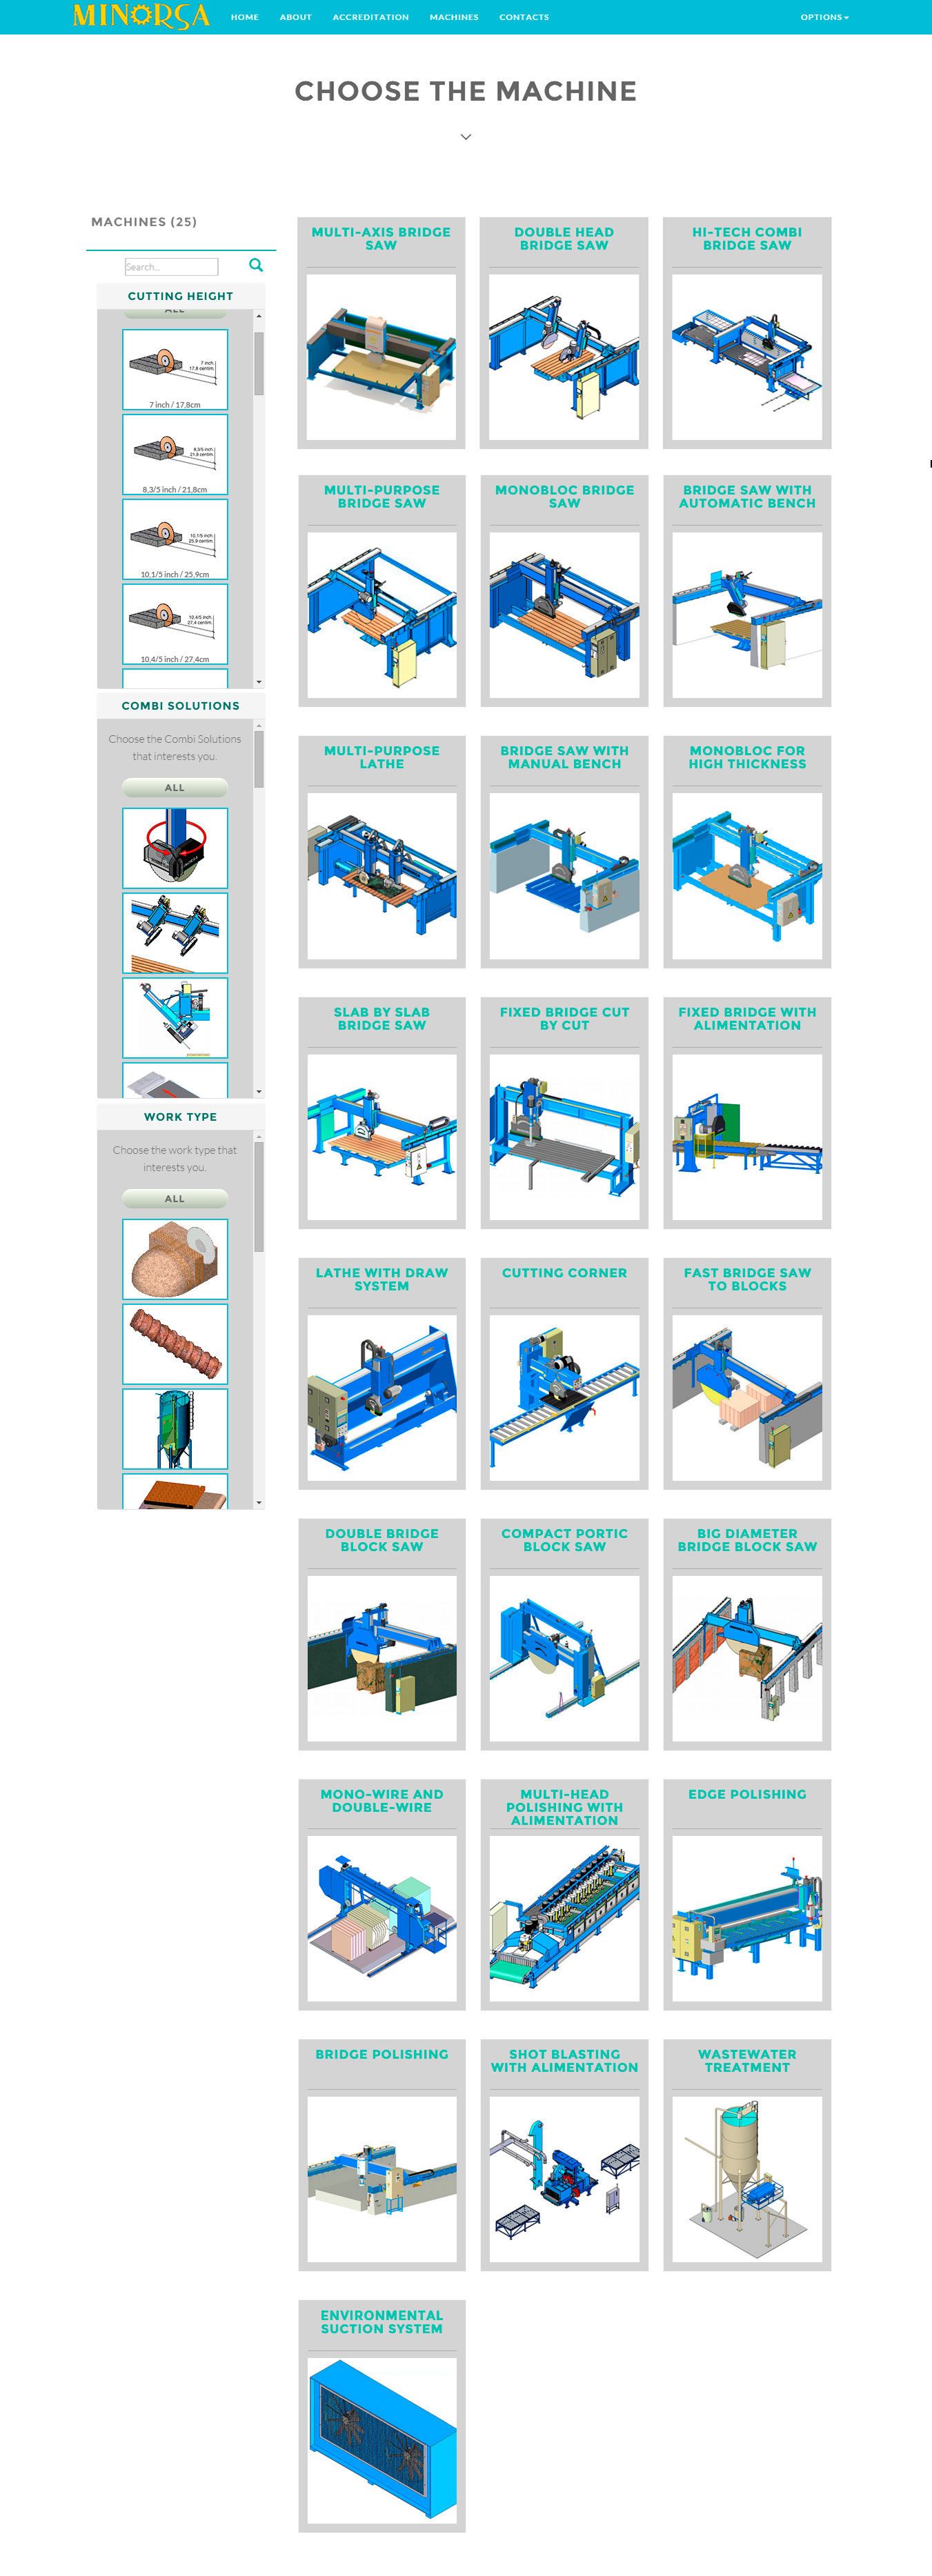 MINORSA
HOME ABOUT ACCREDITATION MACHINES CONTACTS OPTIONS
CHOOSE THE MACHINE
MACHINES (25)
Search...
CUTTING HEIGHT
ALL
7 inch.
17,8 centim.
7 inch / 17,8cm
8,3/5 inch.
21,8 centim.
8,3/5 inch / 21,8cm
10,1/5 inch.
25,9 centim.
10,1/5 inch / 25,9cm
10,4/5 inch.
27,4 centim.
10,4/5 inch / 27,4cm
COMBI SOLUTIONS
Choose the Combi Solutions
that interests you.
ALL
WORK TYPE
Choose the work type that
interests you.
ALL
MULTI-AXIS BRIDGE
SAW
DOUBLE HEAD
BRIDGE SAW
HI-TECH COMBI
BRIDGE SAW
MULTI-PURPOSE
BRIDGE SAW
MONOBLOC BRIDGE
SAW
BRIDGE SAW WITH
AUTOMATIC BENCH
MULTI-PURPOSE
LATHE
BRIDGE SAW WITH
MANUAL BENCH
MONOBLOC FOR
HIGH THICKNESS
SLAB BY SLAB
BRIDGE SAW
FIXED BRIDGE CUT
BY CUT
FIXED BRIDGE WITH
ALIMENTATION
LATHE WITH DRAW
SYSTEM
CUTTING CORNER
FAST BRIDGE SAW
TO BLOCKS
DOUBLE BRIDGE
BLOCK SAW
COMPACT PORTIC
BLOCK SAW
BIG DIAMETER
BRIDGE BLOCK SAW
MONO-WIRE AND
DOUBLE-WIRE
MULTI-HEAD
POLISHING WITH
ALIMENTATION
EDGE POLISHING
BRIDGE POLISHING
SHOT BLASTING
WITH ALIMENTATION
WASTEWATER
TREATMENT
ENVIRONMENTAL
SUCTION SYSTEM